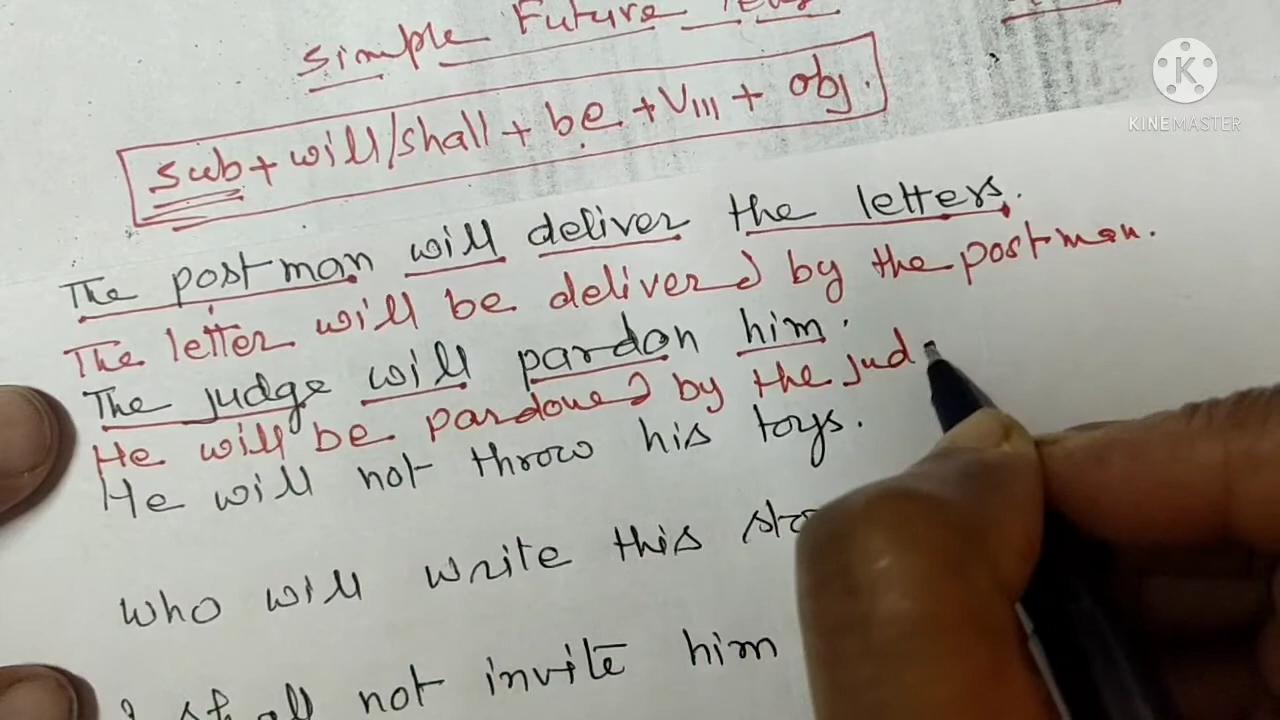 Simple Future
Sub + will/shall + be + VIII + obj.
The postman will deliver the letters.
The letter will be delivered by the postman.
The judge will pardon him.
He will be pardoned by the jud
He will not throw his toys.
Who will write this
I shall not invite him
K
KINEMASTER